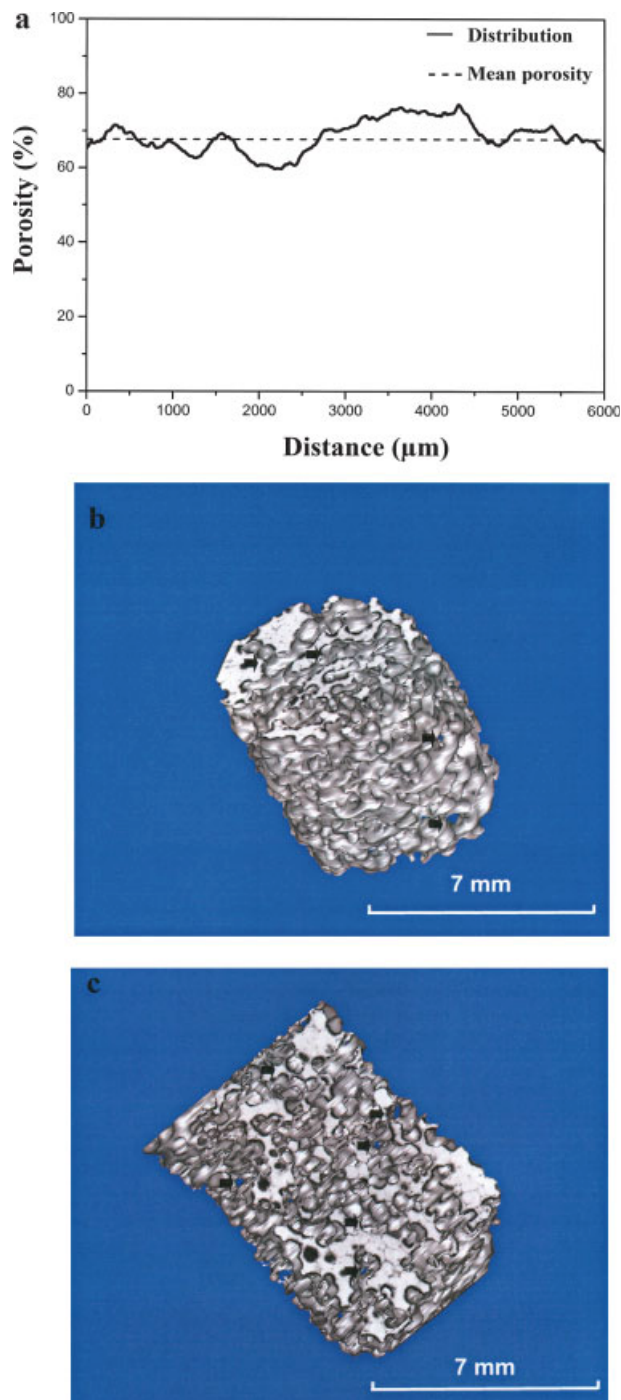 a
100
Distribution
Mean porosity
80
60
40
20
0
Porosity (%)
0 1000 2000 3000 4000 5000 6000
Distance (µm)
b
7 mm
c
7 mm